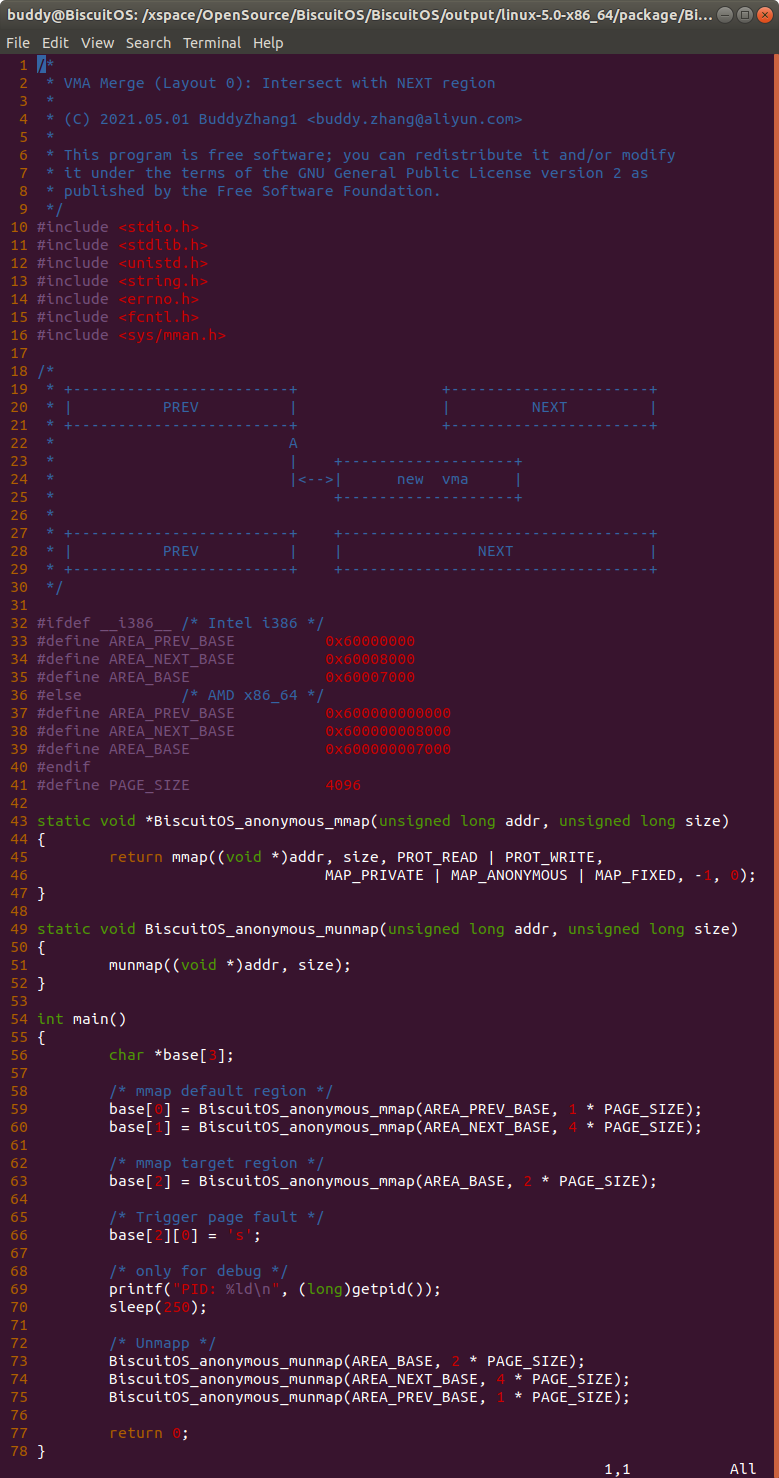 buddy@BiscuitOS: /xspace/OpenSource/BiscuitOS/BiscuitOS/output/linux-5.0-x86_64/package/Bi...
File Edit View Search Terminal Help
1 /*
2  * VMA Merge (Layout 0): Intersect with NEXT region
3  *
4  * (C) 2021.05.01 BuddyZhang1 <buddy.zhang@aliyun.com>
5  *
6  * This program is free software; you can redistribute it and/or modify
7  * it under the terms of the GNU General Public License version 2 as
8  * published by the Free Software Foundation.
9  */
10 #include <stdio.h>
11 #include <stdlib.h>
12 #include <unistd.h>
13 #include <string.h>
14 #include <errno.h>
15 #include <fcntl.h>
16 #include <sys/mman.h>
17
18 /*
19  * +------------------------+                +----------------------+
20  * |          PREV          |                |         NEXT         |
21  * +------------------------+                +----------------------+
22  *                          A
23  *                          |    +-------------------+
24  *                          |<-->|      new  vma     |
25  *                               +-------------------+
26  *
27  * +------------------------+    +----------------------------------+
28  * |          PREV          |    |               NEXT               |
29  * +------------------------+    +----------------------------------+
30  */
31
32 #ifdef __i386__ /* Intel i386 */
33 #define AREA_PREV_BASE          0x60000000
34 #define AREA_NEXT_BASE          0x60008000
35 #define AREA_BASE               0x60007000
36 #else           /* AMD x86_64 */
37 #define AREA_PREV_BASE          0x600000000000
38 #define AREA_NEXT_BASE          0x600000008000
39 #define AREA_BASE               0x600000007000
40 #endif
41 #define PAGE_SIZE               4096
42
43 static void *BiscuitOS_anonymous_mmap(unsigned long addr, unsigned long size)
44 {
45         return mmap((void *)addr, size, PROT_READ | PROT_WRITE,
46                                 MAP_PRIVATE | MAP_ANONYMOUS | MAP_FIXED, -1, 0);
47 }
48
49 static void BiscuitOS_anonymous_munmap(unsigned long addr, unsigned long size)
50 {
51         munmap((void *)addr, size);
52 }
53
54 int main()
55 {
56         char *base[3];
57
58         /* mmap default region */
59         base[0] = BiscuitOS_anonymous_mmap(AREA_PREV_BASE, 1 * PAGE_SIZE);
60         base[1] = BiscuitOS_anonymous_mmap(AREA_NEXT_BASE, 4 * PAGE_SIZE);
61
62         /* mmap target region */
63         base[2] = BiscuitOS_anonymous_mmap(AREA_BASE, 2 * PAGE_SIZE);
64
65         /* Trigger page fault */
66         base[2][0] = 's';
67
68         /* only for debug */
69         printf("PID: %ld\n", (long)getpid());
70         sleep(250);
71
72         /* Unmapp */
73         BiscuitOS_anonymous_munmap(AREA_BASE, 2 * PAGE_SIZE);
74         BiscuitOS_anonymous_munmap(AREA_NEXT_BASE, 4 * PAGE_SIZE);
75         BiscuitOS_anonymous_munmap(AREA_PREV_BASE, 1 * PAGE_SIZE);
76
77         return 0;
78 }
1,1 All